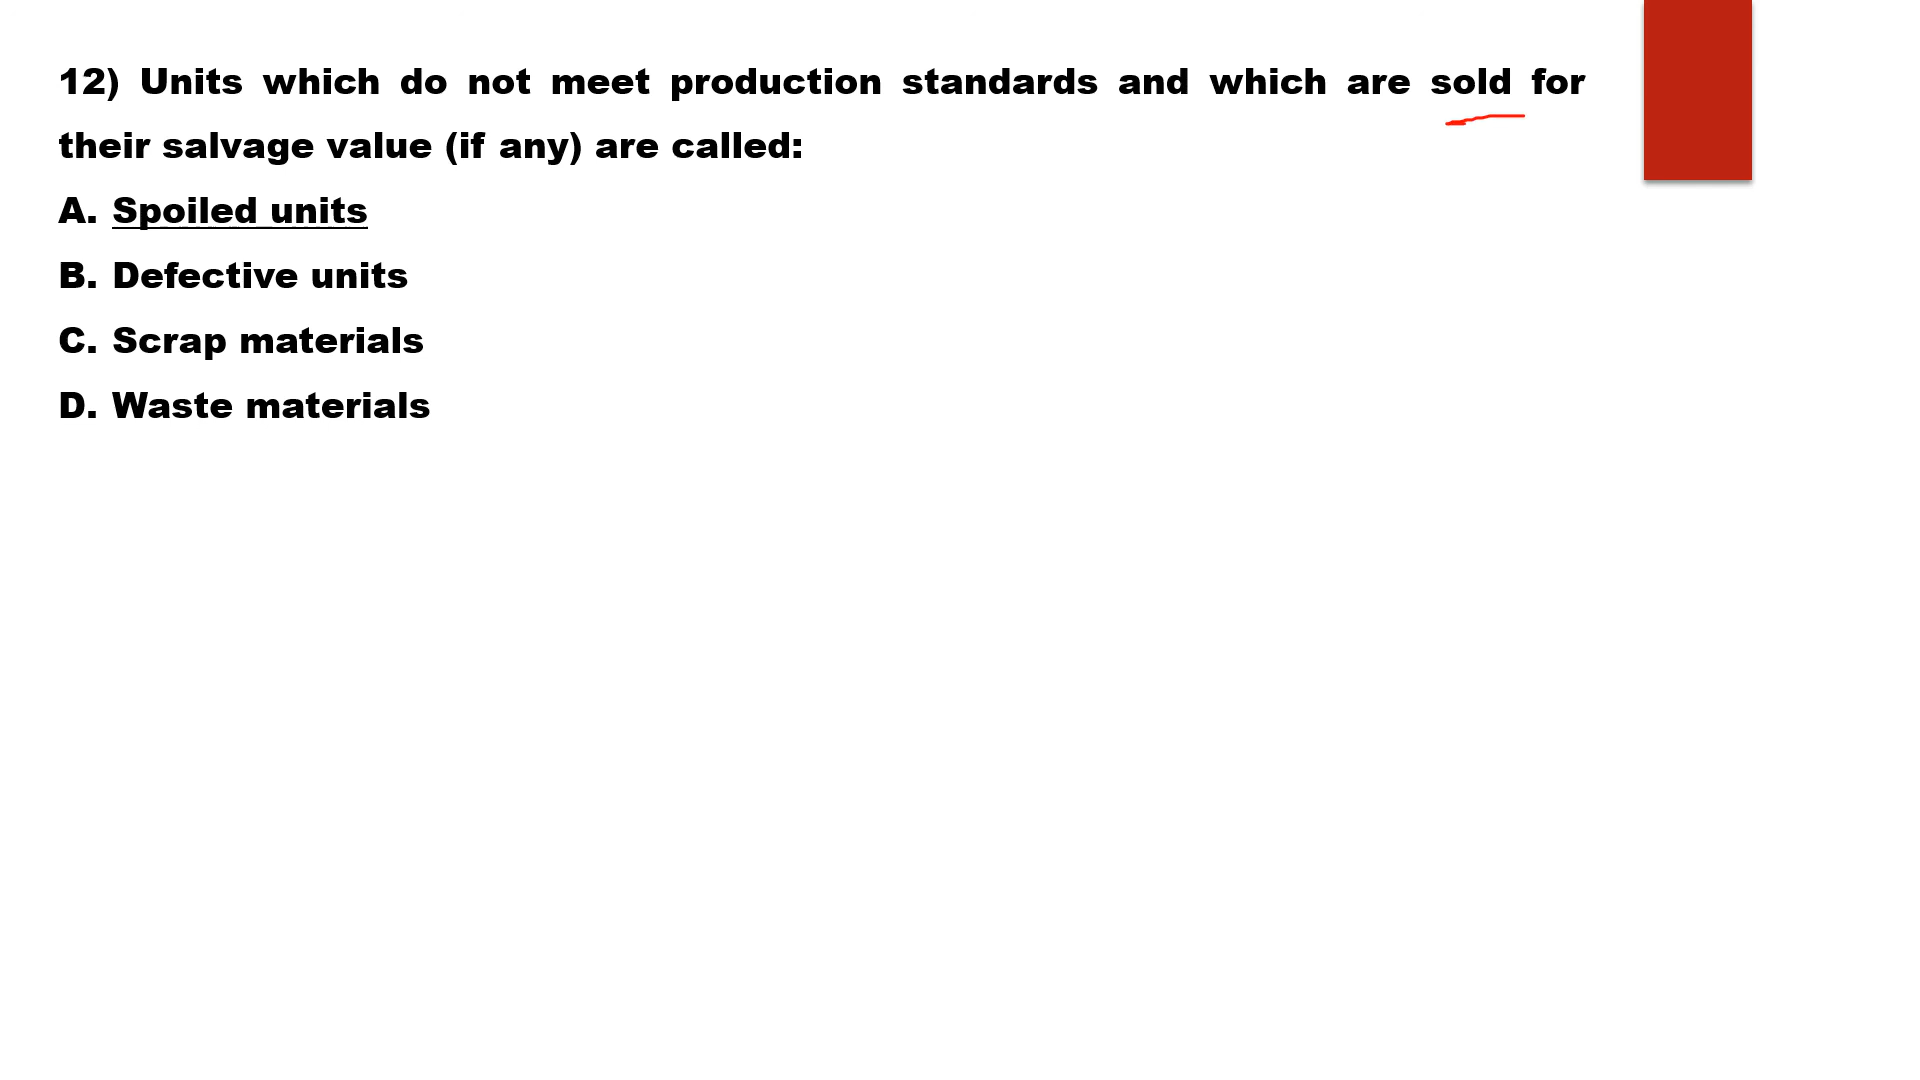 12) Units which do not meet production standards and which are sold for
their salvage value (if any) are called:
A. Spoiled units
B. Defective units
C. Scrap materials
D. Waste materials